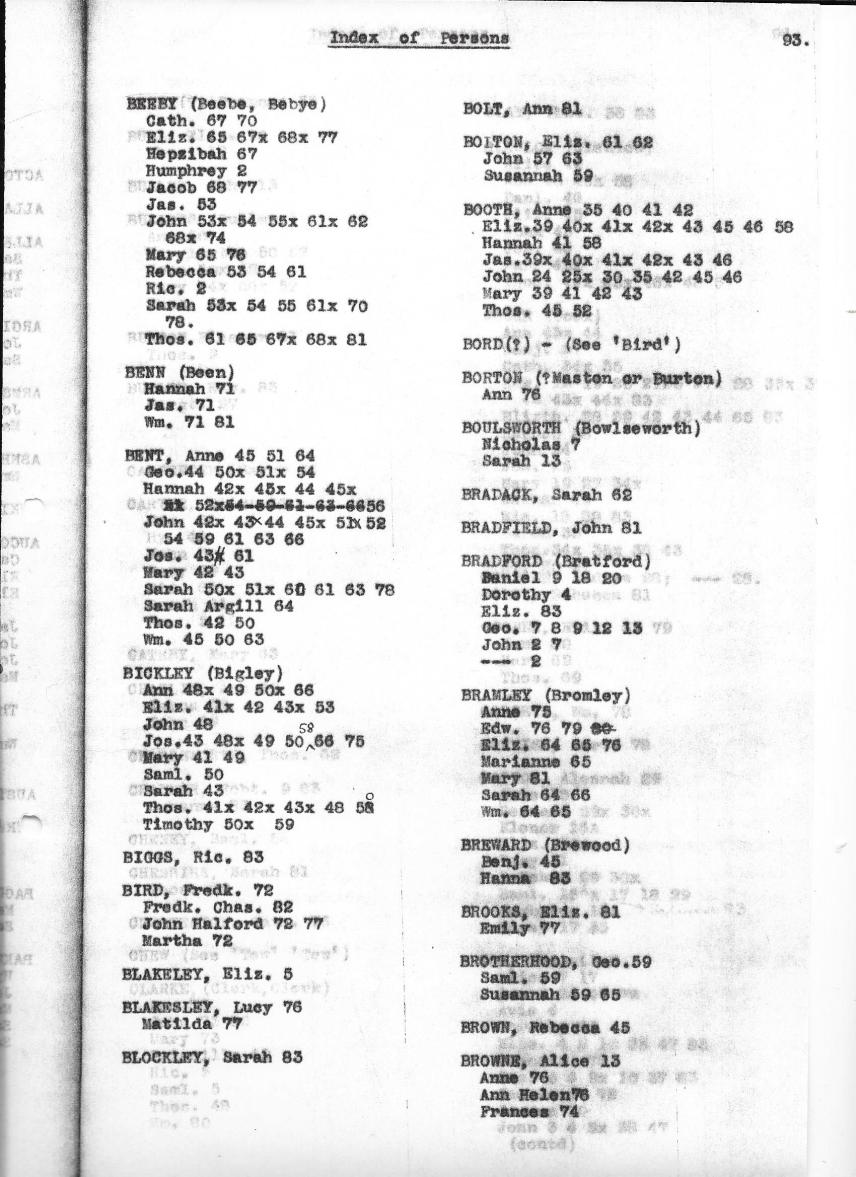 Index of Persons
93.
BEEBY (Beebe, Bebye)
Cath. 67 70
Eliz. 65 67x 68x 77
Hepzibah 67
Humphrey 2
Jacob 68 77
Jas. 53
John 53x 54 55x 61x 62
68x 74
Mary 65 76
Rebecca 53 54 61
Ric. 2
Sarah 53x 54 55 61x 70
78.
Thos. 61 65 67x 68x 81
BENN (Been)
Hannah 71
Jas. 71
Wm. 71 81
BENT, Anne 45 51 64
Geo.44 50x 51x 54
Hannah 42x 43x 44 45x
52x54 59 61 63 6656
John 42x 43x44 45x 51x 52
54 59 61 63 66
Jos. 43 61
Mary 42 43
Sarah 50x 51x 60 61 63 78
Sarah Argill 64
Thos. 42 50
Wm. 45 50 63
BICKLEY (Bigley)
Ann 48x 49 50x 66
Eliz. 41x 42 43x 53
John 48
Jos.43 48x 49 50 58 66 75
Mary 41 49
Saml. 50
Sarah 43
Thos. 41x 42x 43x 48 50
Timothy 50x 59
BIGGS, Ric. 83
BIRD, Fredk. 72
Fredk. Chas. 82
John Halford 72 77
Martha 72
BLAKELEY, Eliz. 5
BLAKESLEY, Lucy 76
Matilda 77
BLOCKLEY, Sarah 83
BOLT, Ann 81
BOLTON, Eliz. 61 62
John 57 63
Susannah 59
BOOTH, Anne 35 40 41 42
Eliz.39 40x 41x 42x 43 45 46 58
Hannah 41 58
Jas.39x 40x 41x 42x 43 46
John 24 25x 30 35 42 45 46
Mary 39 41 42 43
Thos. 45 52
BORD(?) - (See 'Bird')
BORTON (?Maston or Burton)
Ann 76
BOULSWORTH (Bowlseworth)
Nicholas 7
Sarah 13
BRADACK, Sarah 62
BRADFIELD, John 81
BRADFORD (Bratford)
Daniel 9 18 20
Dorothy 4
Eliz. 83
Geo. 7 8 9 12 13
John 2 7
--- 2
BRAMLEY (Bromley)
Anne 75
Edw. 76 79 80
Eliz. 64 65 76
Marianne 65
Mary 81
Sarah 64 66
Wm. 64 65
BREWARD (Brewood)
Benj. 45
Hanna 83
BROOKS, Eliz. 81
Emily 77
BROTHERHOOD, Geo.59
Saml. 59
Susannah 59 65
BROWN, Rebecca 45
BROWNE, Alice 13
Anne 76
Ann Helen76
Frances 74